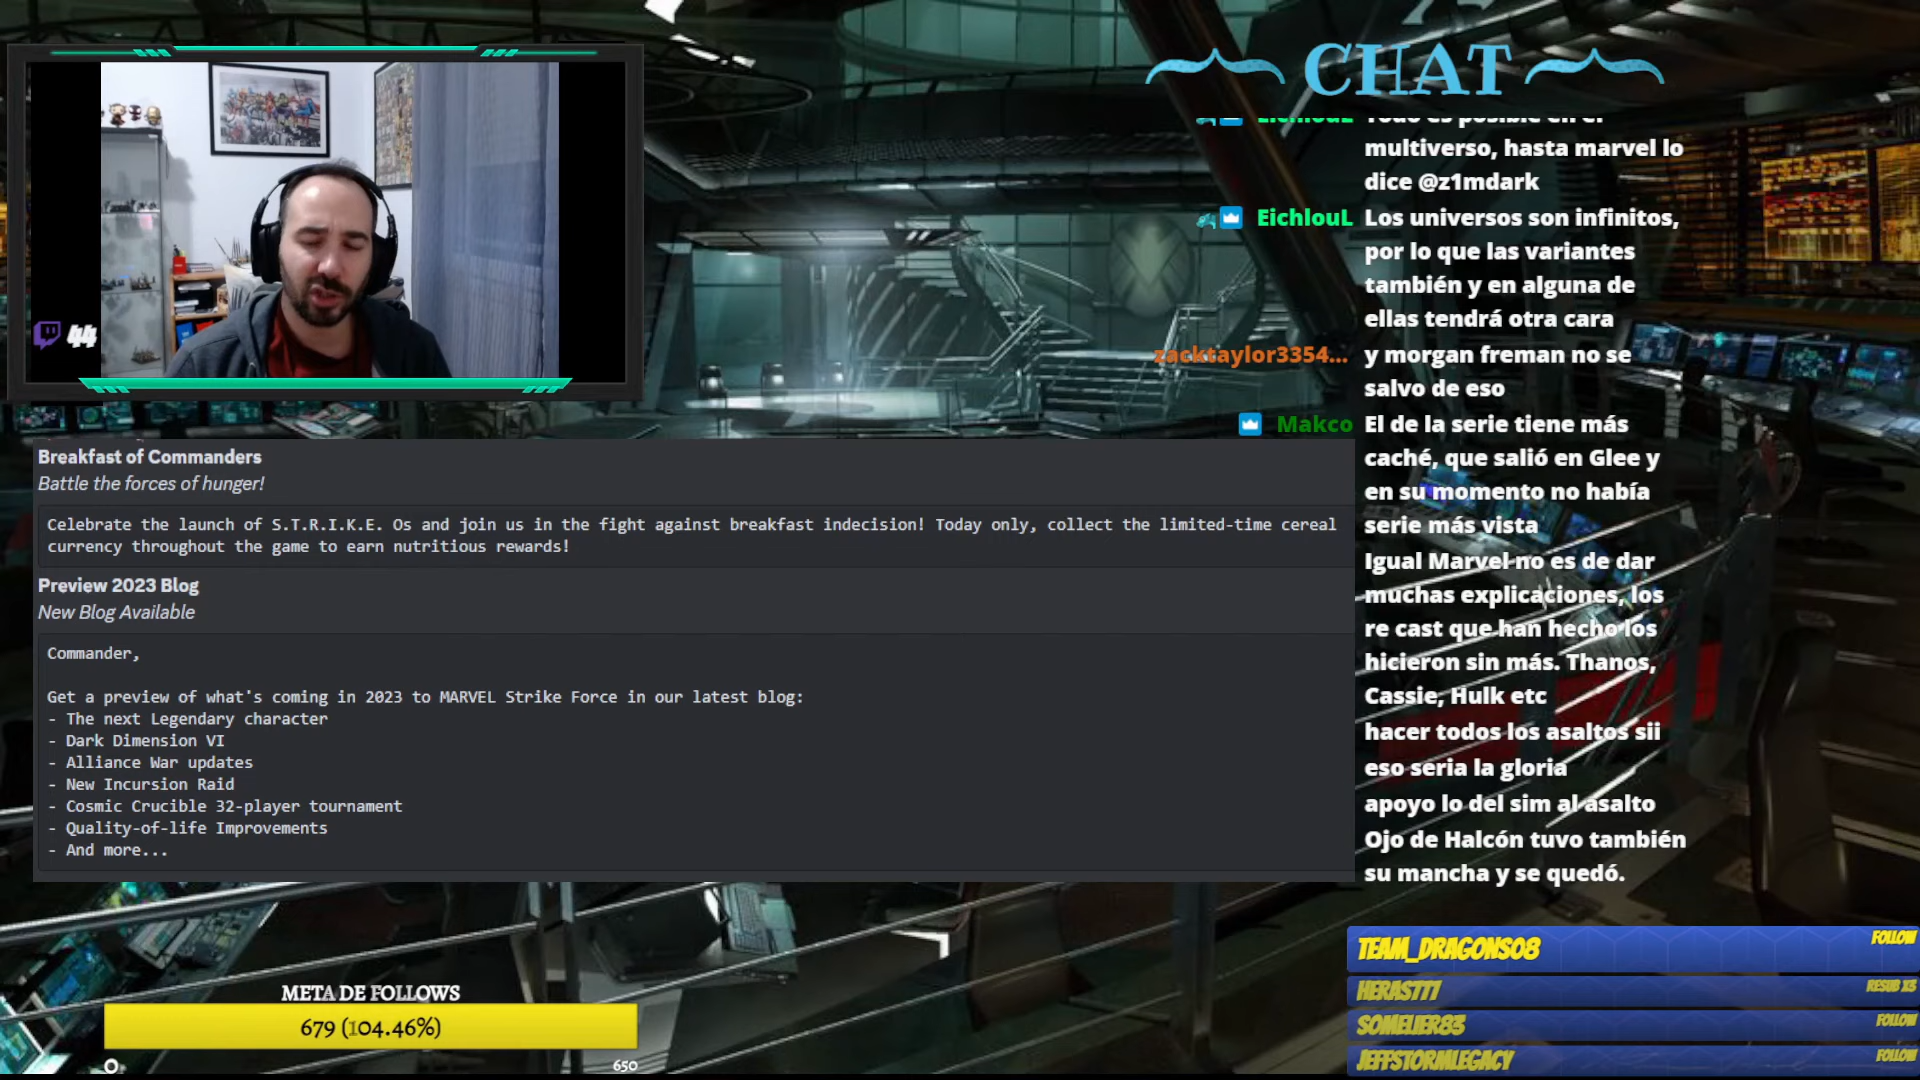 44
CHAT
EichlouL Todo es posible en el
multiverso, hasta marvel lo
dice @z1mdark
EichlouL Los universos son infinitos,
por lo que las variantes
también y en alguna de
ellas tendrá otra cara
zacktaylor3354... y morgan freman no se
salvo de eso
Makco El de la serie tiene más
caché, que salió en Glee y
en su momento no había
serie más vista
Igual Marvel no es de dar
muchas explicaciones, los
re cast que han hecho los
hicieron sin más. Thanos,
Cassie, Hulk etc
hacer todos los asaltos sii
eso seria la gloria
apoyo lo del sim al asalto
Ojo de Halcón tuvo también
su mancha y se quedó.
Breakfast of Commanders
Battle the forces of hunger!
Celebrate the launch of S.T.R.I.K.E. Os and join us in the fight against breakfast indecision! Today only, collect the limited-time cereal
currency throughout the game to earn nutritious rewards!
Preview 2023 Blog
New Blog Available
Commander,
Get a preview of what's coming in 2023 to MARVEL Strike Force in our latest blog:
- The next Legendary character
- Dark Dimension VI
- Alliance War updates
- New Incursion Raid
- Cosmic Crucible 32-player tournament
- Quality-of-life Improvements
- And more...
META DE FOLLOWS
679 (104.46%)
0
650
TEAM_DRAGONS08 FOLLOW
HERAS777 RESUB X3
SOMELIER83 FOLLOW
JEFFSTORMLEGACY FOLLOW